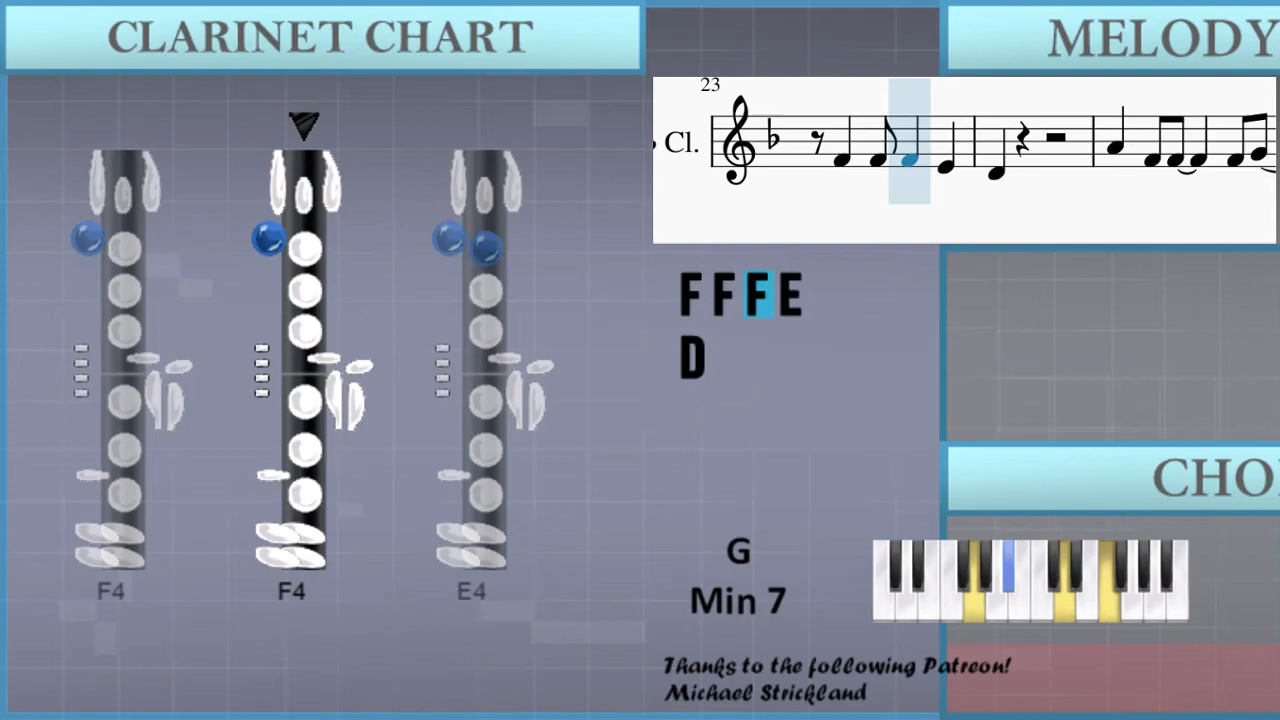 CLARINET CHART
MELODY
23
Cl.
F F F E
D
CHO
G
Min 7
F4
F4
E4
Thanks to the following Patreon!
Michael Strickland